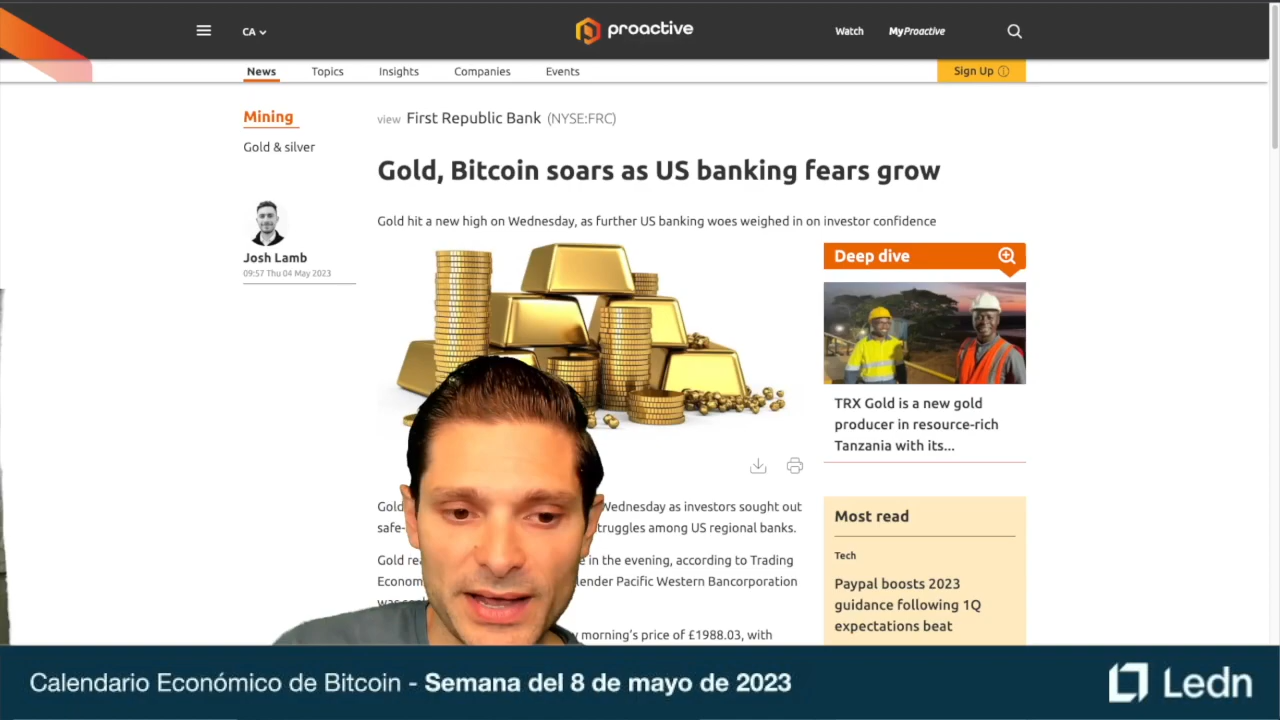 CA
proactive
Watch
MyProactive
News
Topics
Insights
Companies
Events
Sign Up
Mining
Gold & silver
view First Republic Bank (NYSE:FRC)
Gold, Bitcoin soars as US banking fears grow
Gold hit a new high on Wednesday, as further US banking woes weighed in on investor confidence
Josh Lamb
09:57 Thu 04 May 2023
Deep dive
TRX Gold is a new gold
producer in resource-rich
Tanzania with its...
Gold Wednesday as investors sought out
safe- struggles among US regional banks.
Gold in the evening, according to Trading
lender Pacific Western Bancorporation
was
morning's price of £1988.03, with
Most read
Tech
Paypal boosts 2023
guidance following 1Q
expectations beat
Calendario Económico de Bitcoin - Semana del 8 de mayo de 2023
Ledn